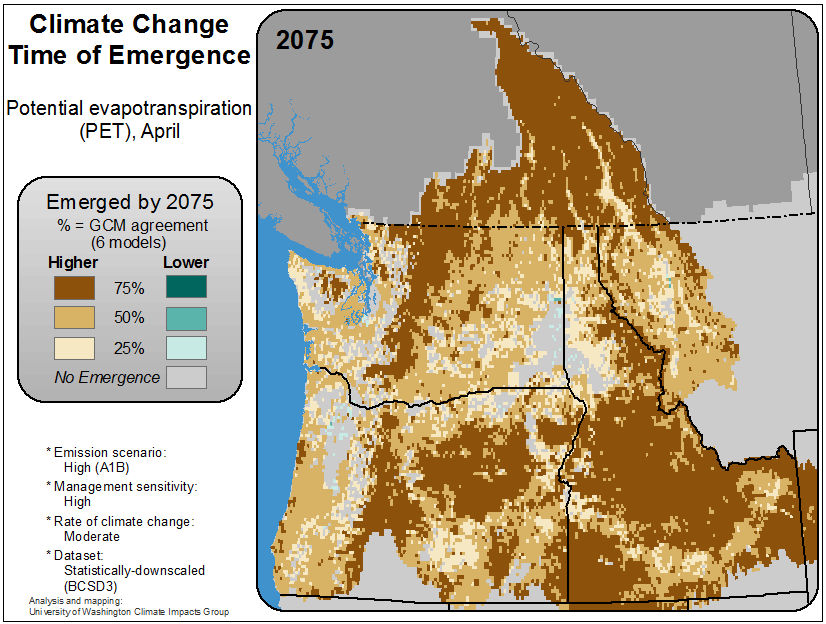 Climate Change
Time of Emergence
Potential evapotranspiration
(PET), April
Emerged by 2075
% = GCM agreement
(6 models)
Higher Lower
75%
50%
25%
No Emergence
* Emission scenario:
High (A1B)
* Management sensitivity:
High
* Rate of climate change:
Moderate
* Dataset:
Statistically-downscaled
(BCSD3)
Analysis and mapping:
University of Washington Climate Impacts Group
2075